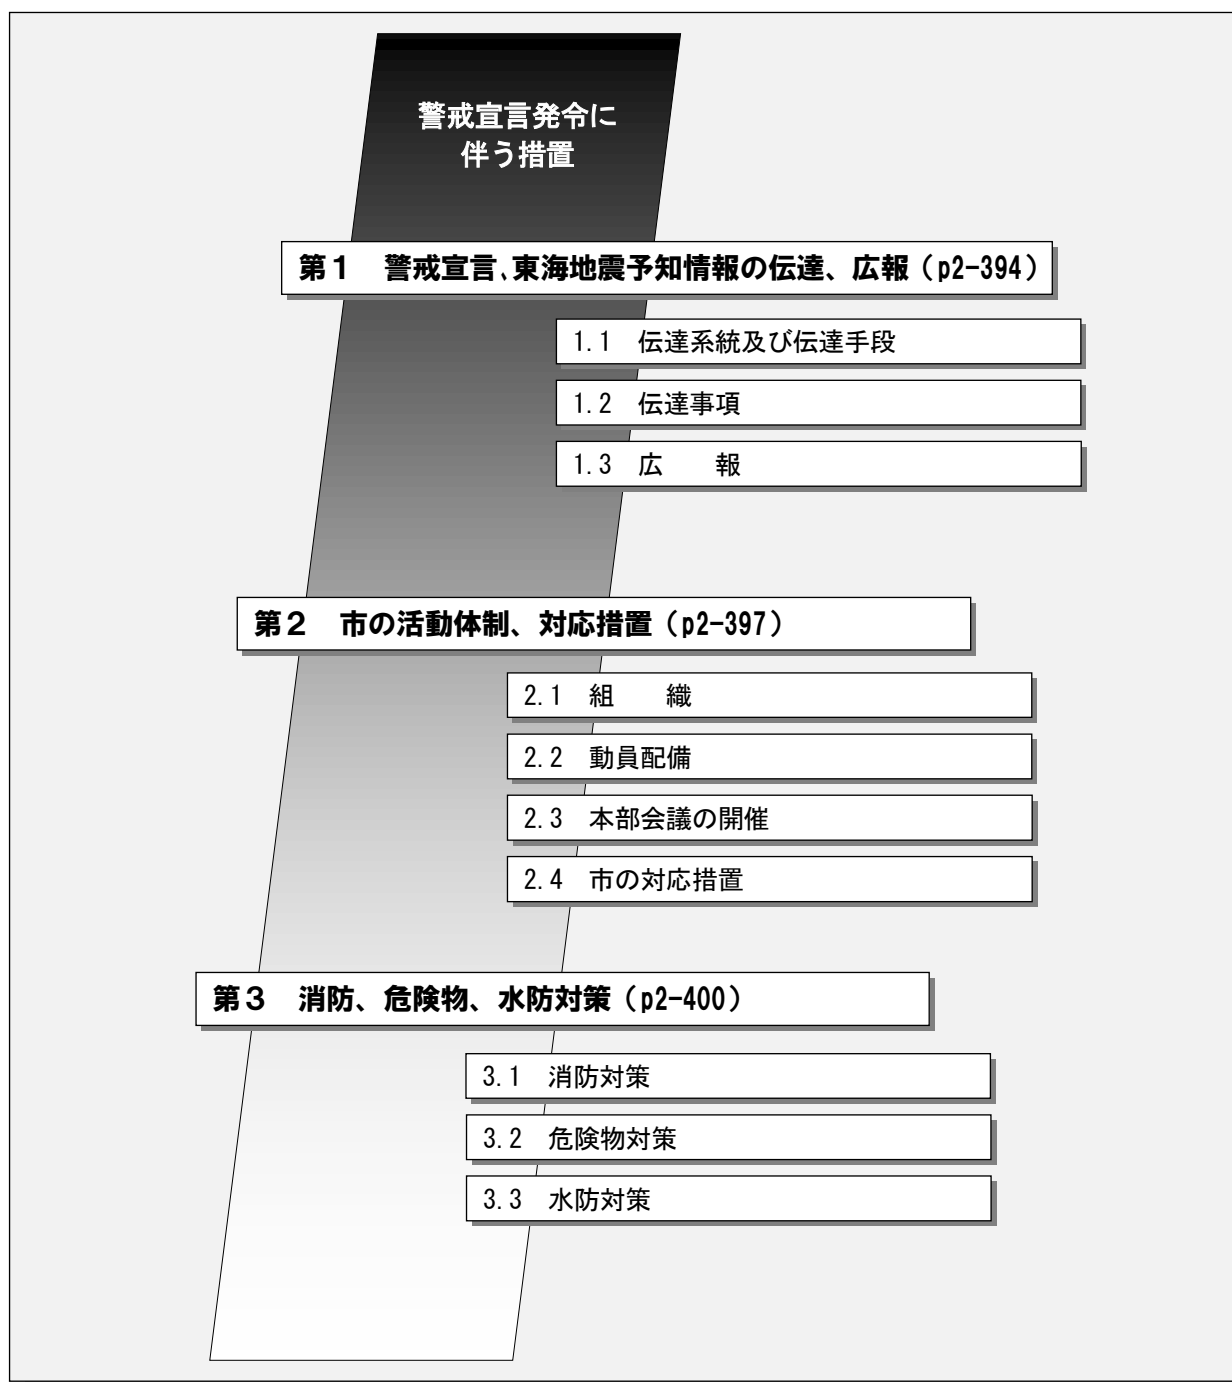 警戒宣言発令に
伴う措置
第１　警戒宣言､東海地震予知情報の伝達、広報（p2-394）
1.1　伝達系統及び伝達手段
1.2　伝達事項
1.3　広　　報
第２　市の活動体制、対応措置（p2-397）
2.1　組　　織
2.2　動員配備
2.3　本部会議の開催
2.4　市の対応措置
第３　消防、危険物、水防対策（p2-400）
3.1　消防対策
3.2　危険物対策
3.3　水防対策